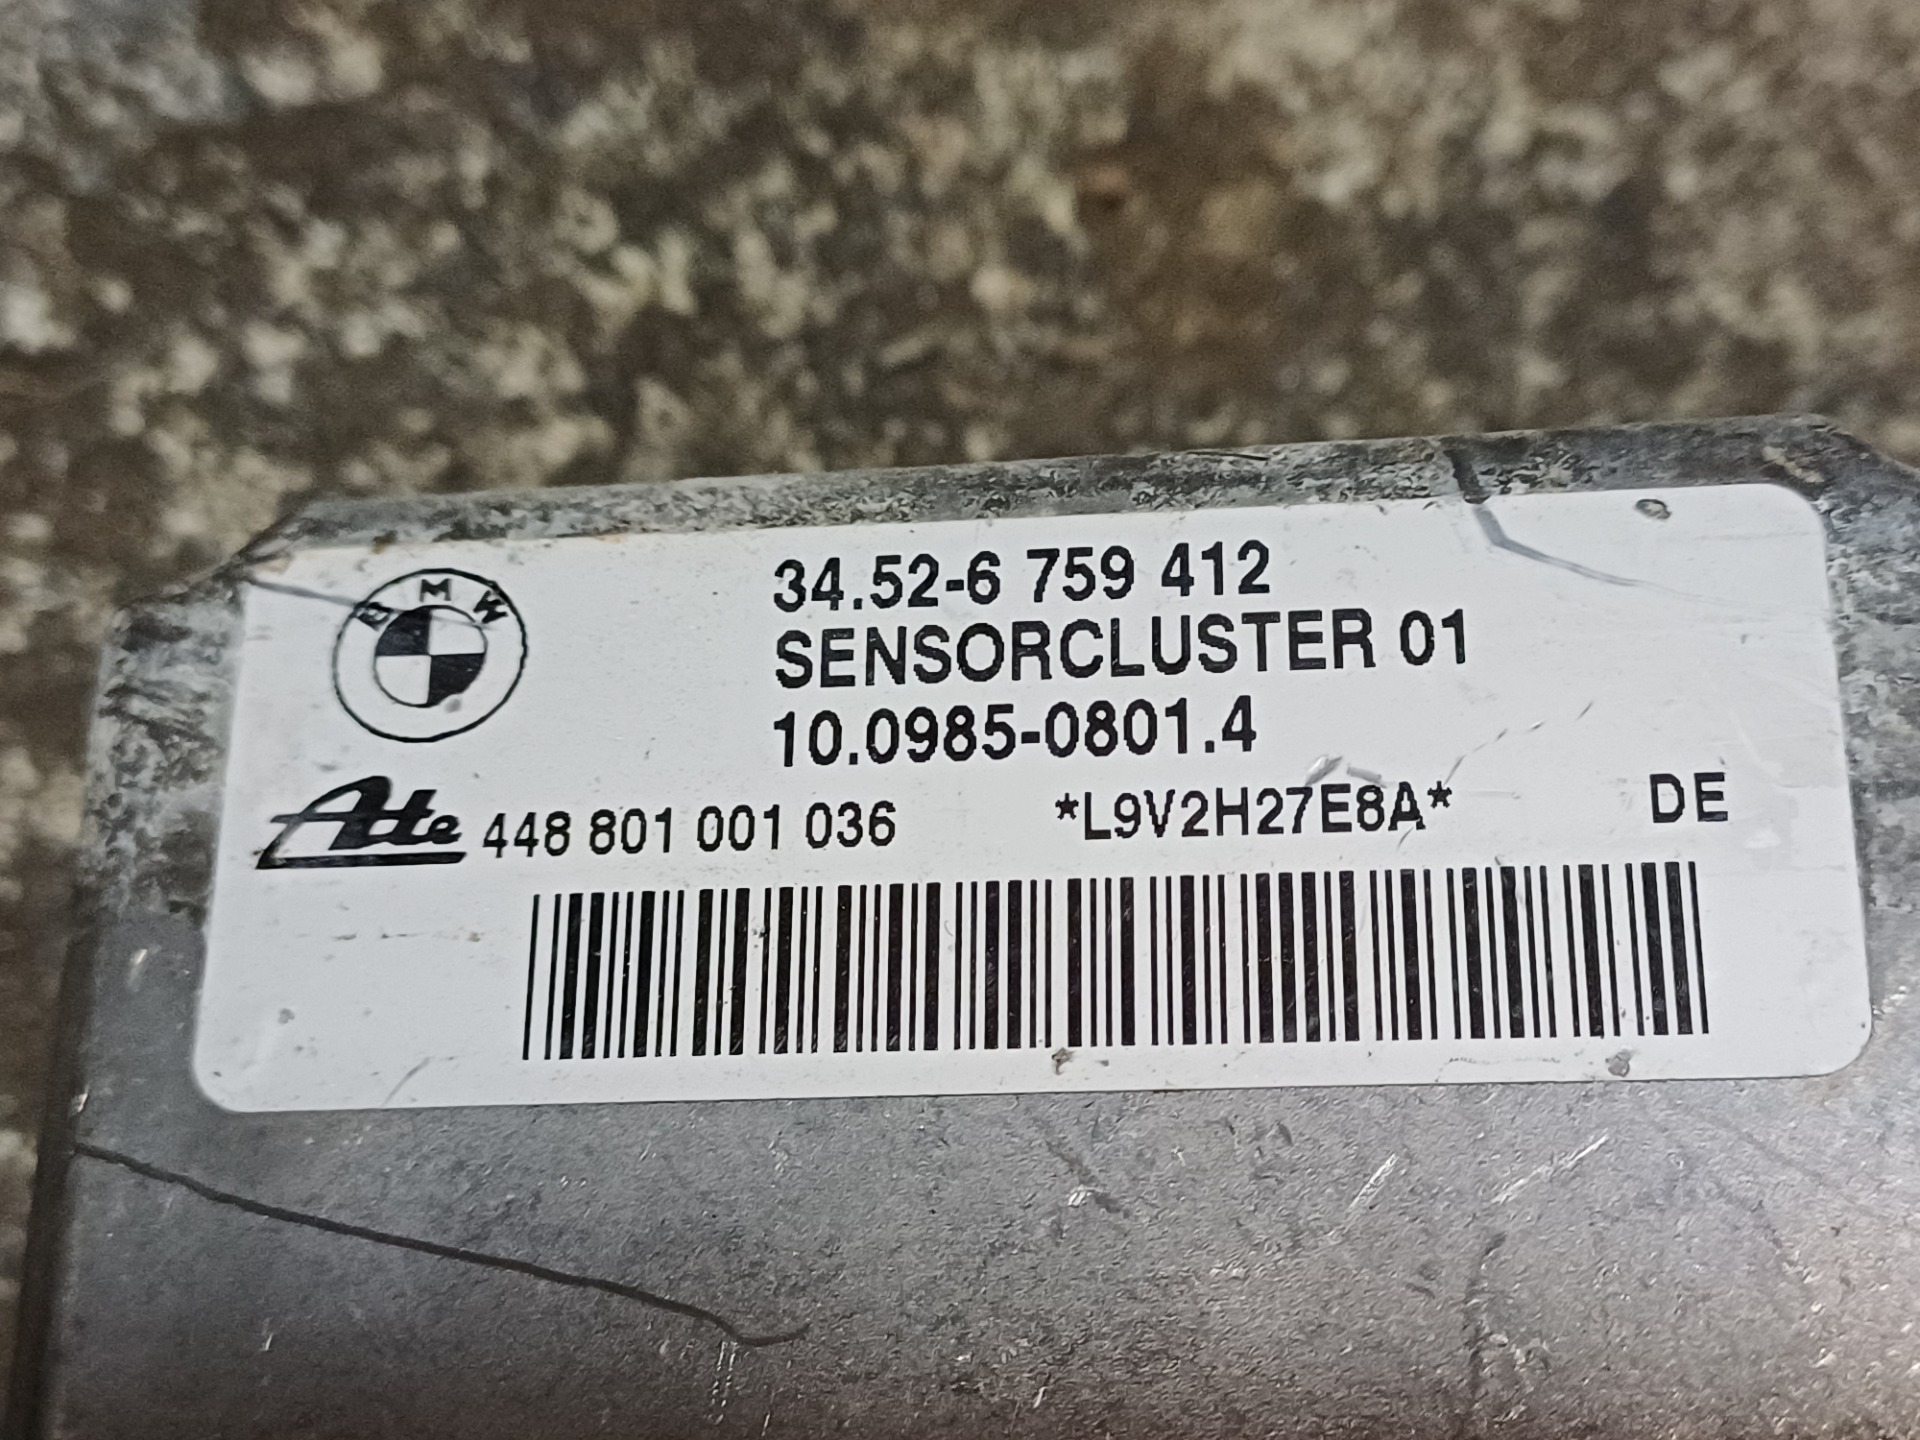 BMW
34.52-6 759 412
SENSORCLUSTER 01
10.0985-0801.4
Ate 448 801 001 036 *L9V2H27E8A* DE